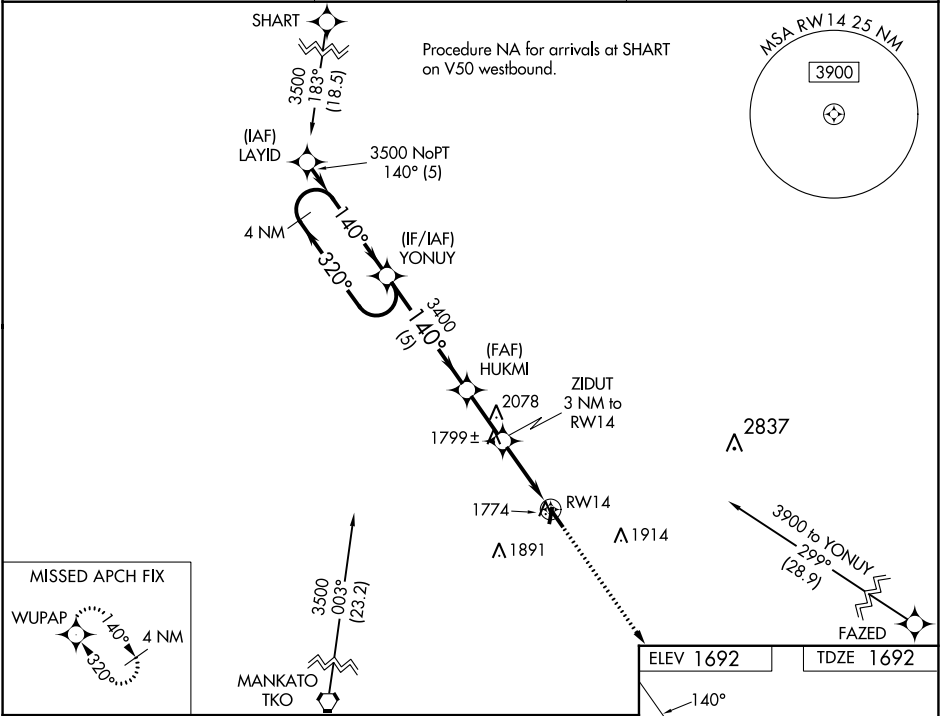 SHART
Procedure NA for arrivals at SHART
on V50 westbound.
MSA RW14 25 NM
3900
3500
183°
(18.5)
(IAF)
LAYID
3500 NoPT
140° (5)
4 NM
140°
320°
(IF/IAF)
YONUY
3400
140°
(5)
(FAF)
HUKMI
2078
ZIDUT
3 NM to
RW14
1799±
2837
1774
RW14
1891
1914
3900 to YONUY
299°
(28.9)
FAZED
3500
003°
(23.2)
MANKATO
TKO
MISSED APCH FIX
WUPAP
140°
4 NM
320°
ELEV 1692
TDZE 1692
140°